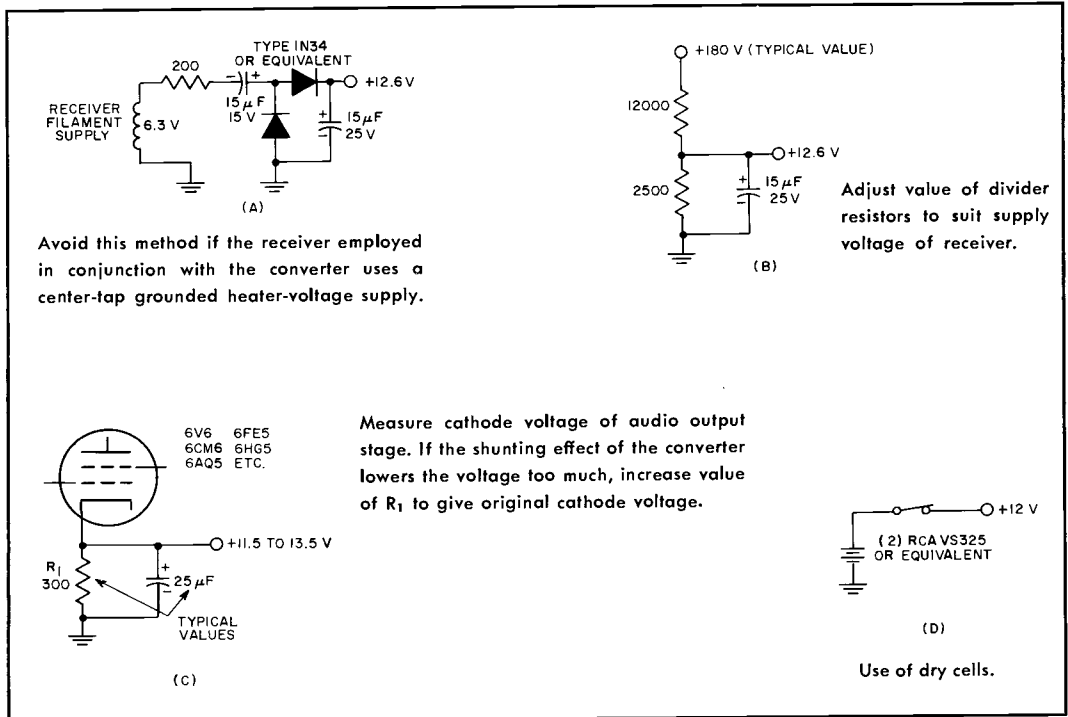 TYPE IN34
OR EQUIVALENT
200
+12.6V
RECEIVER
FILAMENT
SUPPLY
6.3 V
- +
15 μF
15 V
+
-
15 μF
25 V
(A)
Avoid this method if the receiver employed
in conjunction with the converter uses a
center-tap grounded heater-voltage supply.
+180 V (TYPICAL VALUE)
12000
+12.6 V
2500
+
-
15 μF
25 V
(B)
Adjust value of divider
resistors to suit supply
voltage of receiver.
6V6 6FE5
6CM6 6HG5
6AQ5 ETC.
+11.5 TO 13.5 V
R1
300
+
-
25 μF
TYPICAL
VALUES
(C)
Measure cathode voltage of audio output
stage. If the shunting effect of the converter
lowers the voltage too much, increase value
of R1 to give original cathode voltage.
+12 V
(2) RCA VS325
OR EQUIVALENT
(D)
Use of dry cells.